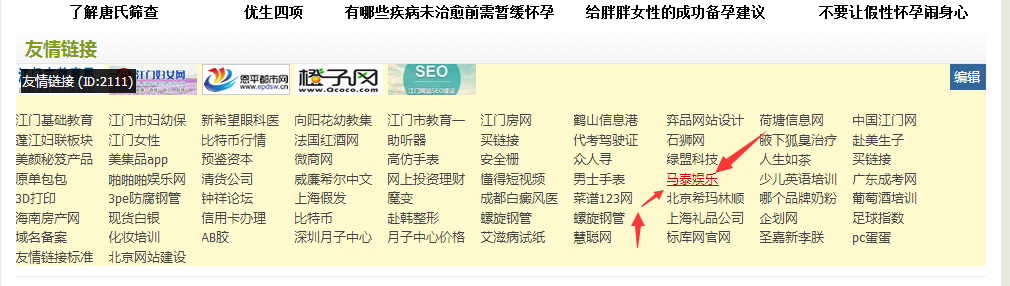 了解唐氏筛查 优生四项 有哪些疾病未治愈前需暂缓怀孕 给胖胖女性的成功备孕建议 不要让假性怀孕闹身心
友情链接
友情链接 (ID:2111) 江门妇女网 恩平都市网 www.epdsw.cn 橙子网 www.Qcoco.com SEO 江门网站SEO建设 编辑
江门基础教育 江门市妇幼保 新希望眼科医 向阳花幼教集 江门市教育一 江门房网 鹤山信息港 弈品网站设计 荷塘信息网 中国江门网
蓬江妇联板块 江门女性 比特币行情 法国红酒网 助听器 买链接 代考驾驶证 石狮网 腋下狐臭治疗 赴美生子
美颜秘笈产品 美集品app 预鉴资本 微商网 高仿手表 安全栅 众人寻 绿盟科技 人生如茶 买链接
原单包包 啪啪啪娱乐网 清货公司 威廉希尔中文 网上投资理财 懂得短视频 男士手表 马泰娱乐 少儿英语培训 广东成考网
3D打印 3pe防腐钢管 钟祥论坛 上海假发 魔变 成都白癜风医 菜谱123网 北京希玛林顺 哪个品牌奶粉 葡萄酒培训
海南房产网 现货白银 信用卡办理 比特币 赴韩整形 螺旋钢管 螺旋钢管 上海礼品公司 企划网 足球指数
域名备案 化妆培训 AB胶 深圳月子中心 月子中心价格 艾滋病试纸 慧聪网 标库网官网 圣嘉新李朕 pc蛋蛋
友情链接标准 北京网站建设